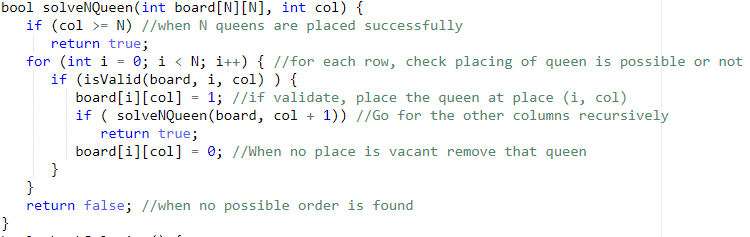 bool solveNQueen(int board[N][N], int col) {
   if (col >= N) //when N queens are placed successfully
      return true;
   for (int i = 0; i < N; i++) { //for each row, check placing of queen is possible or not
      if (isValid(board, i, col) ) {
         board[i][col] = 1; //if validate, place the queen at place (i, col)
         if ( solveNQueen(board, col + 1)) //Go for the other columns recursively
            return true;
         board[i][col] = 0; //When no place is vacant remove that queen
      }
   }
   return false; //when no possible order is found
}